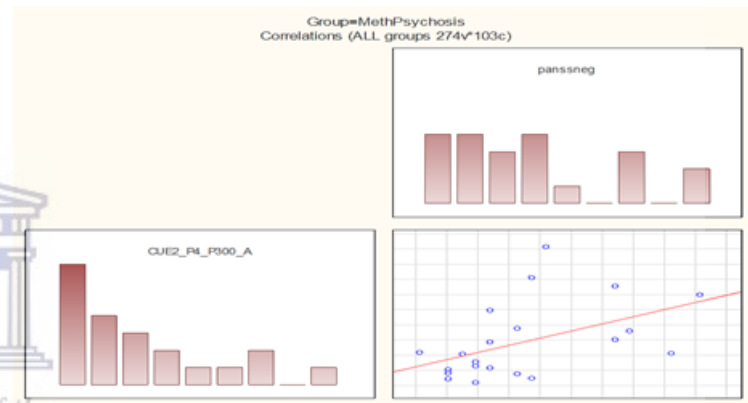 Group=MethPsychosis
Correlations (ALL groups 274v*103c)
panssneg
CUE2_P4_P300_A